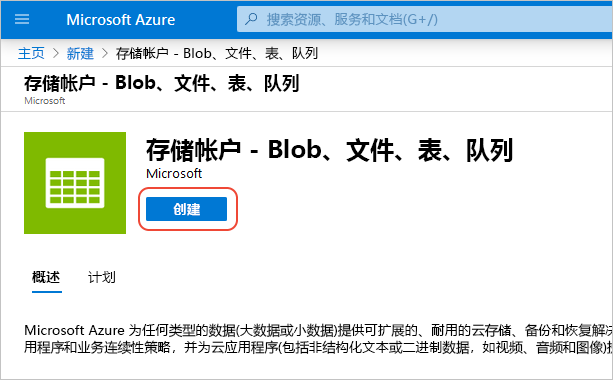 Microsoft Azure
搜索资源、服务和文档(G+/)
主页 > 新建 > 存储帐户 - Blob、文件、表、队列
存储帐户 - Blob、文件、表、队列
Microsoft
存储帐户 - Blob、文件、表、队列
Microsoft
创建
概述 计划
Microsoft Azure 为任何类型的数据(大数据或小数据)提供可扩展的、耐用的云存储、备份和恢复解决
用程序和业务连续性策略，并为云应用程序(包括非结构化文本或二进制数据，如视频、音频和图像)提